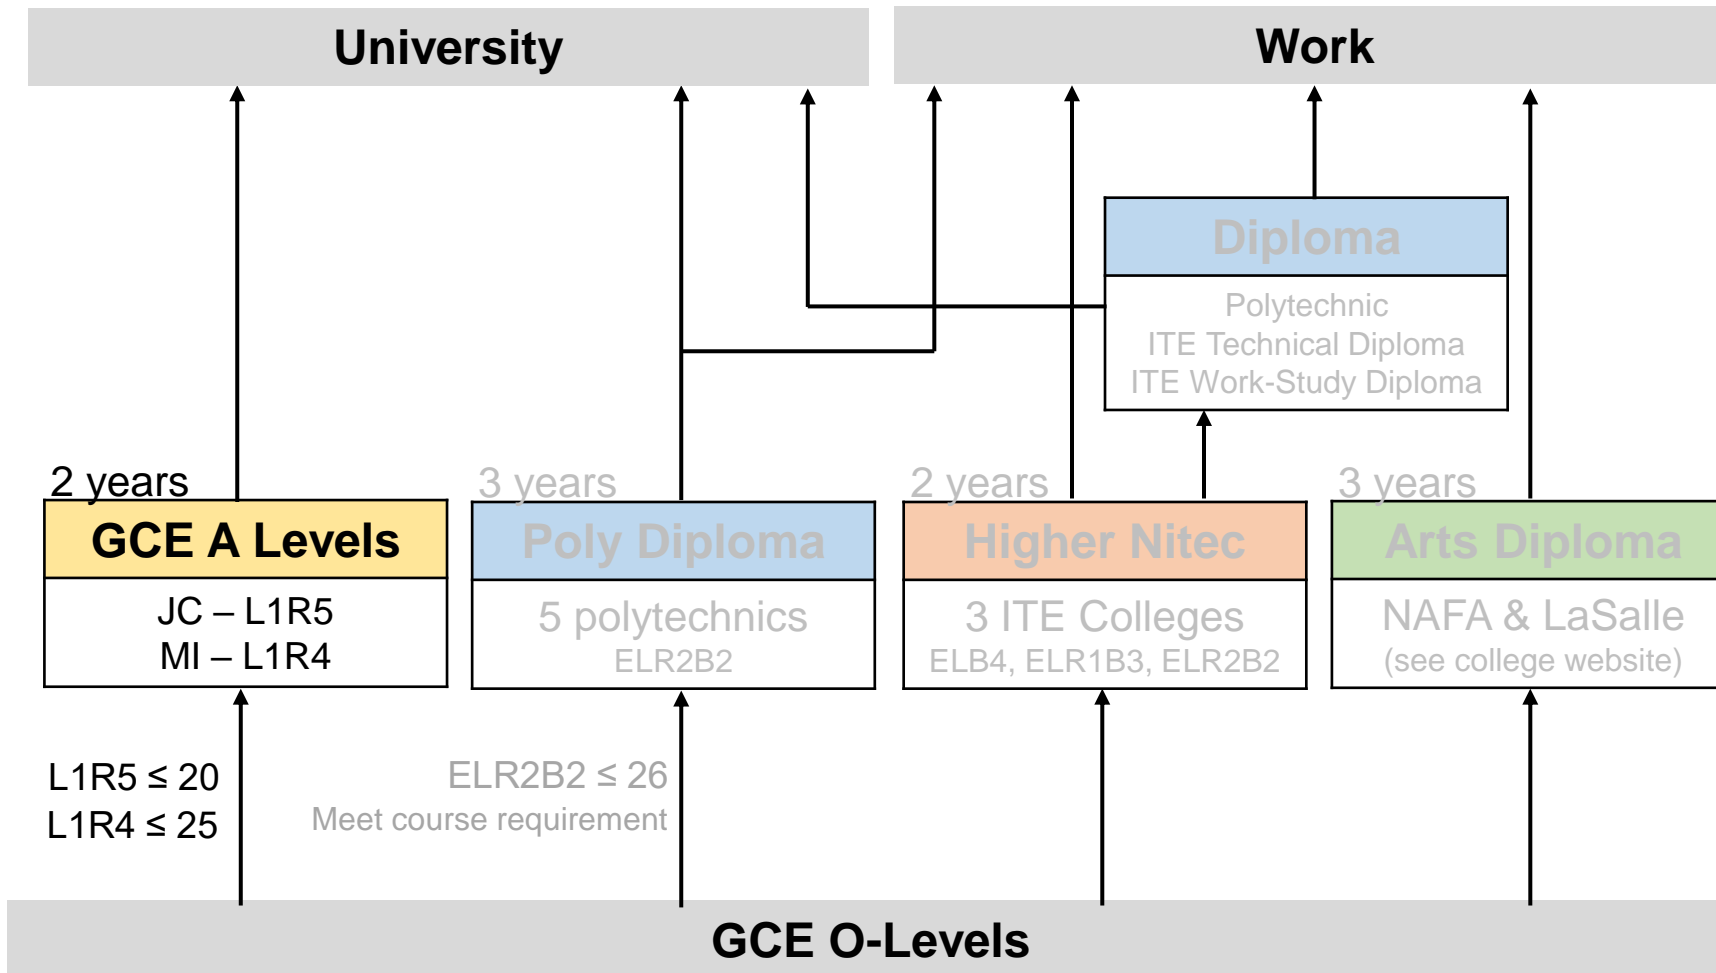 University
Work
Diploma
Polytechnic
ITE Technical Diploma
ITE Work-Study Diploma
2 years
GCE A Levels
JC – L1R5
MI – L1R4
3 years
Poly Diploma
5 polytechnics
ELR2B2
2 years
Higher Nitec
3 ITE Colleges
ELB4, ELR1B3, ELR2B2
3 years
Arts Diploma
NAFA & LaSalle
(see college website)
L1R5 ≤ 20
L1R4 ≤ 25
ELR2B2 ≤ 26
Meet course requirement
GCE O-Levels